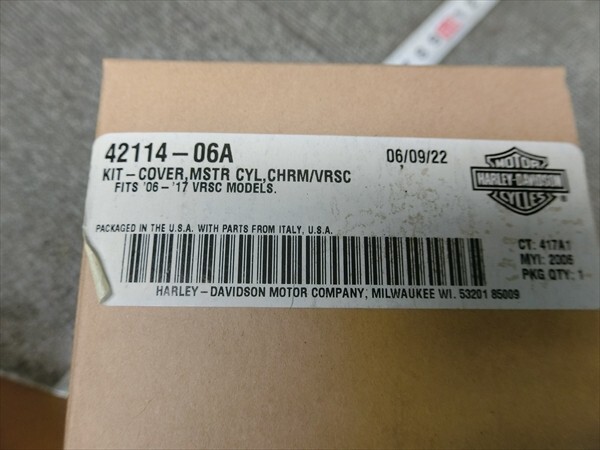 42114-06A 06/09/22
KIT-COVER,MSTR CYL,CHRM/VRSC
FITS '06-'17 VRSC MODELS.
MOTOR
HARLEY-DAVIDSON
CYCLES
®
PACKAGED IN THE U.S.A. WITH PARTS FROM ITALY, U.S.A.
CT: 417A1
MYI: 2006
PKG QTY: 1
HARLEY-DAVIDSON MOTOR COMPANY, MILWAUKEE WI. 53201 85009